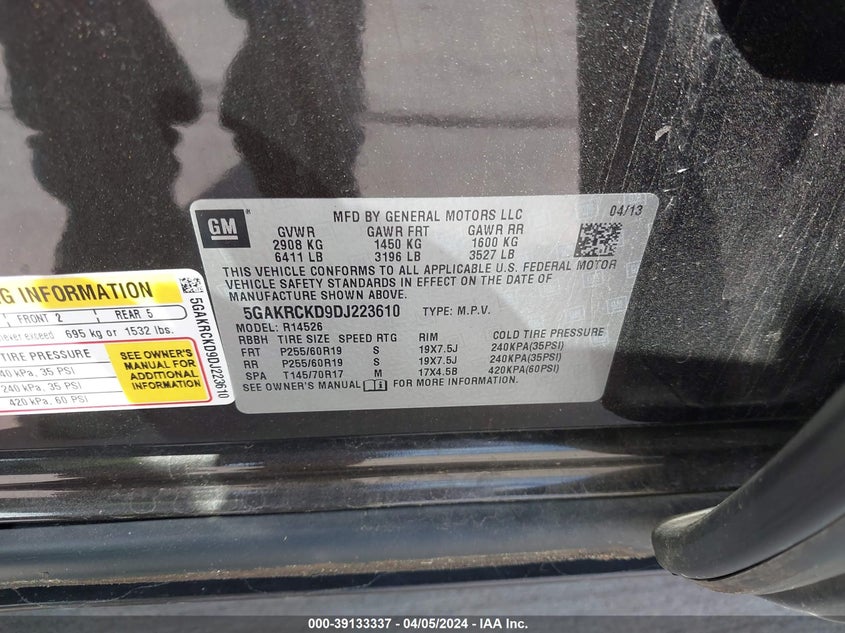 GM
MFD BY GENERAL MOTORS LLC
04/13
GVWR GAWR FRT GAWR RR
2908 KG 1450 KG 1600 KG
6411 LB 3196 LB 3527 LB
THIS VEHICLE CONFORMS TO ALL APPLICABLE U.S. FEDERAL MOTOR
VEHICLE SAFETY STANDARDS IN EFFECT ON THE DATE OF
MANUFACTURE SHOWN ABOVE.
5GAKRCKD9DJ223610 TYPE: M.P.V.
MODEL: R14526
RBBH TIRE SIZE SPEED RTG RIM COLD TIRE PRESSURE
FRT P255/60R19 S 19X7.5J 240KPA(35PSI)
RR P255/60R19 S 19X7.5J 240KPA(35PSI)
SPA T145/70R17 M 17X4.5B 420KPA(60PSI)
SEE OWNER'S MANUAL FOR MORE INFORMATION
INFORMATION
FRONT 2 REAR 5
exceed 695 kg or 1532 lbs.
TIRE PRESSURE
kPa, 35 PSI
240 kPa, 35 PSI
420 kPa, 60 PSI
SEE OWNER'S
MANUAL FOR
ADDITIONAL
INFORMATION
5GAKRCKD9DJ223610
000-39133337 - 04/05/2024 - IAA Inc.